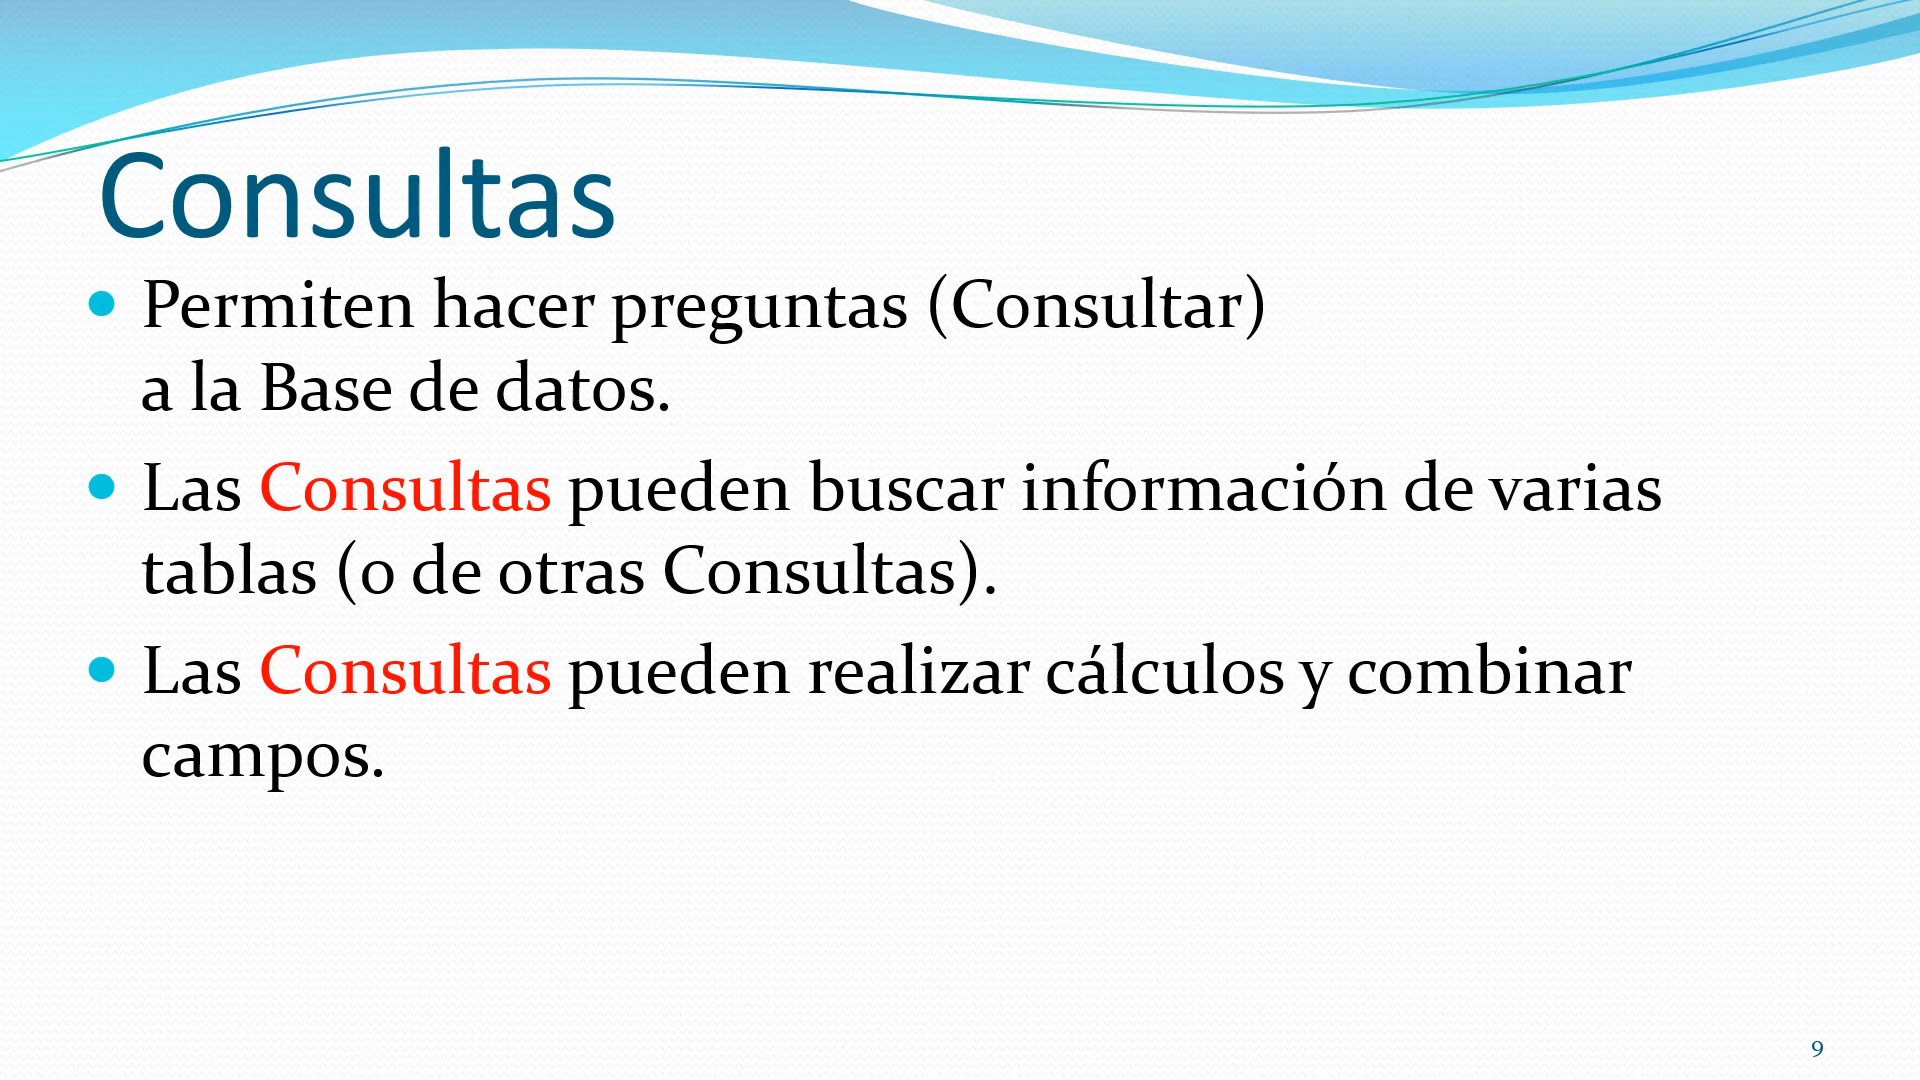 Consultas
• Permiten hacer preguntas (Consultar)
a la Base de datos.
• Las Consultas pueden buscar información de varias
tablas (o de otras Consultas).
• Las Consultas pueden realizar cálculos y combinar
campos.
9